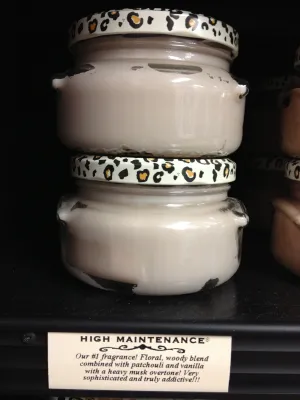 HIGH MAINTENANCE®
Our #1 fragrance! Floral, woody blend
combined with patchouli and vanilla
with a heavy musk overtone! Very
sophisticated and truly addictive!!!